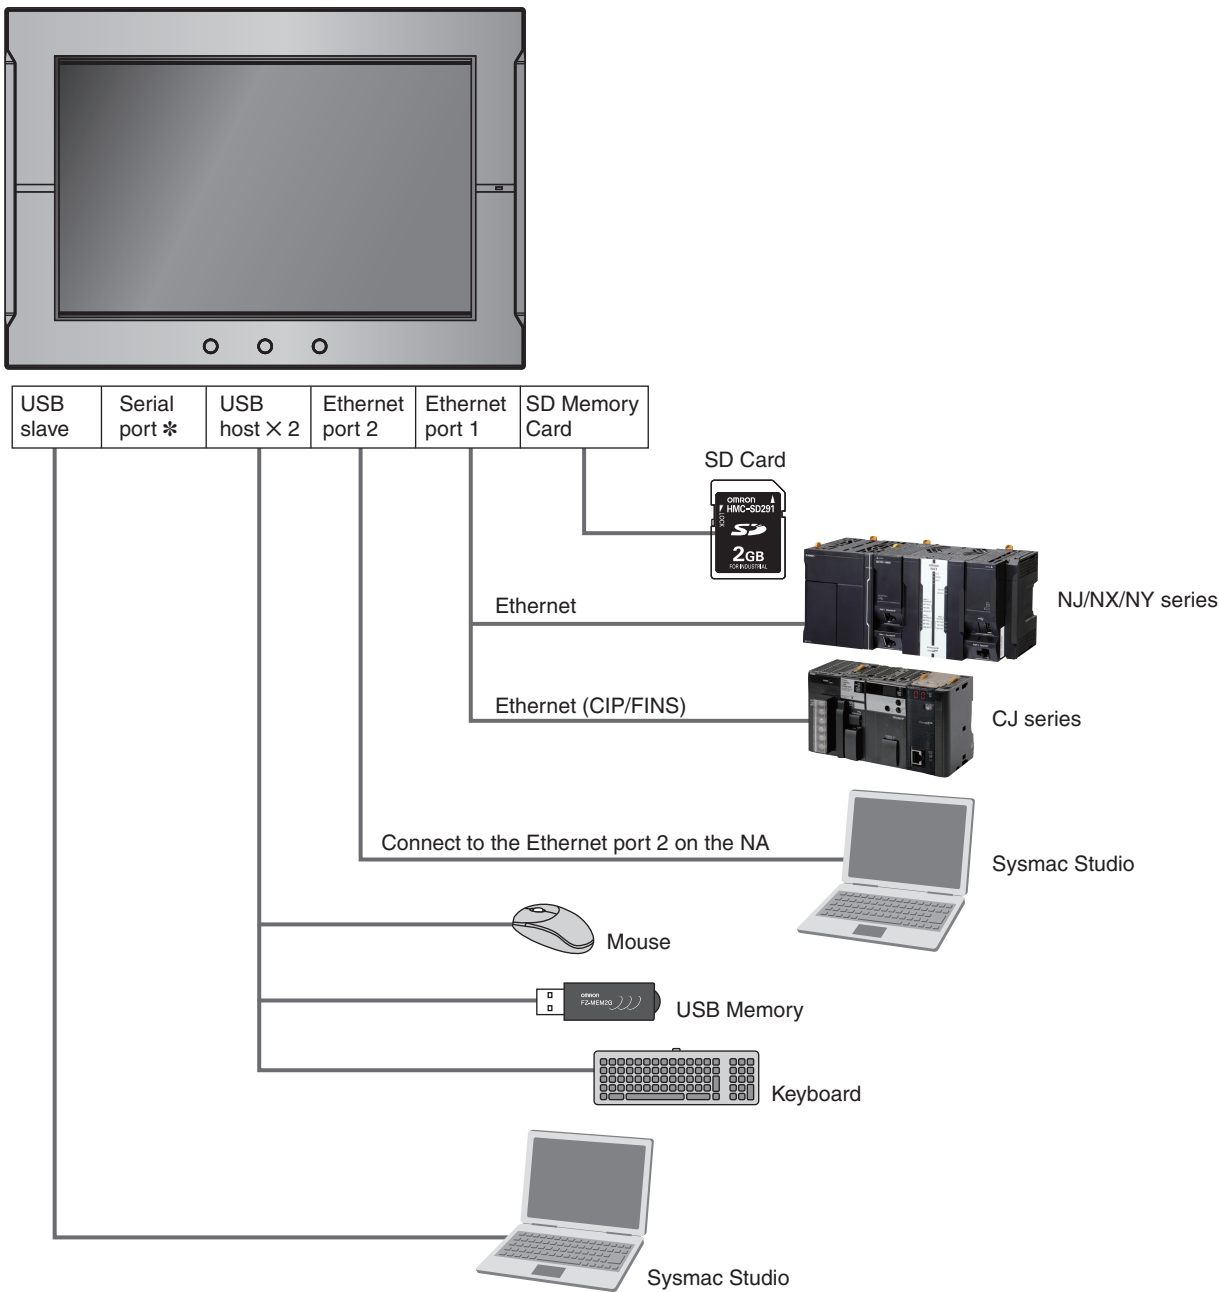 USB slave
Serial port ✻
USB host × 2
Ethernet port 2
Ethernet port 1
SD Memory Card
SD Card
OMRON
HMC-SD291
LOCK
SD
2GB
FOR INDUSTRIAL
Ethernet
NJ/NX/NY series
Ethernet (CIP/FINS)
CJ series
Connect to the Ethernet port 2 on the NA
Sysmac Studio
Mouse
OMRON
FZ-MEM2G
USB Memory
Keyboard
Sysmac Studio